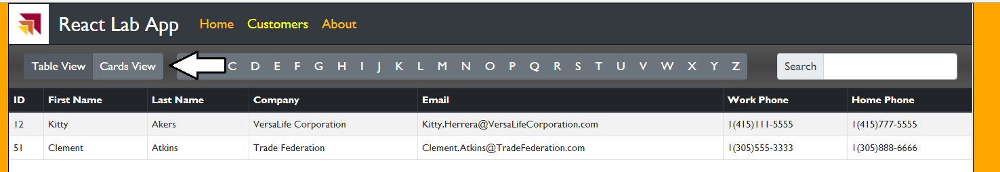 React Lab App Home Customers About
Table View Cards View C D E F G H I J K L M N O P Q R S T U V W X Y Z Search
ID First Name Last Name Company Email Work Phone Home Phone
12 Kitty Akers VersaLife Corporation Kitty.Herrera@VersaLifeCorporation.com 1(415)111-5555 1(415)777-5555
51 Clement Atkins Trade Federation Clement.Atkins@TradeFederation.com 1(305)555-3333 1(305)888-6666